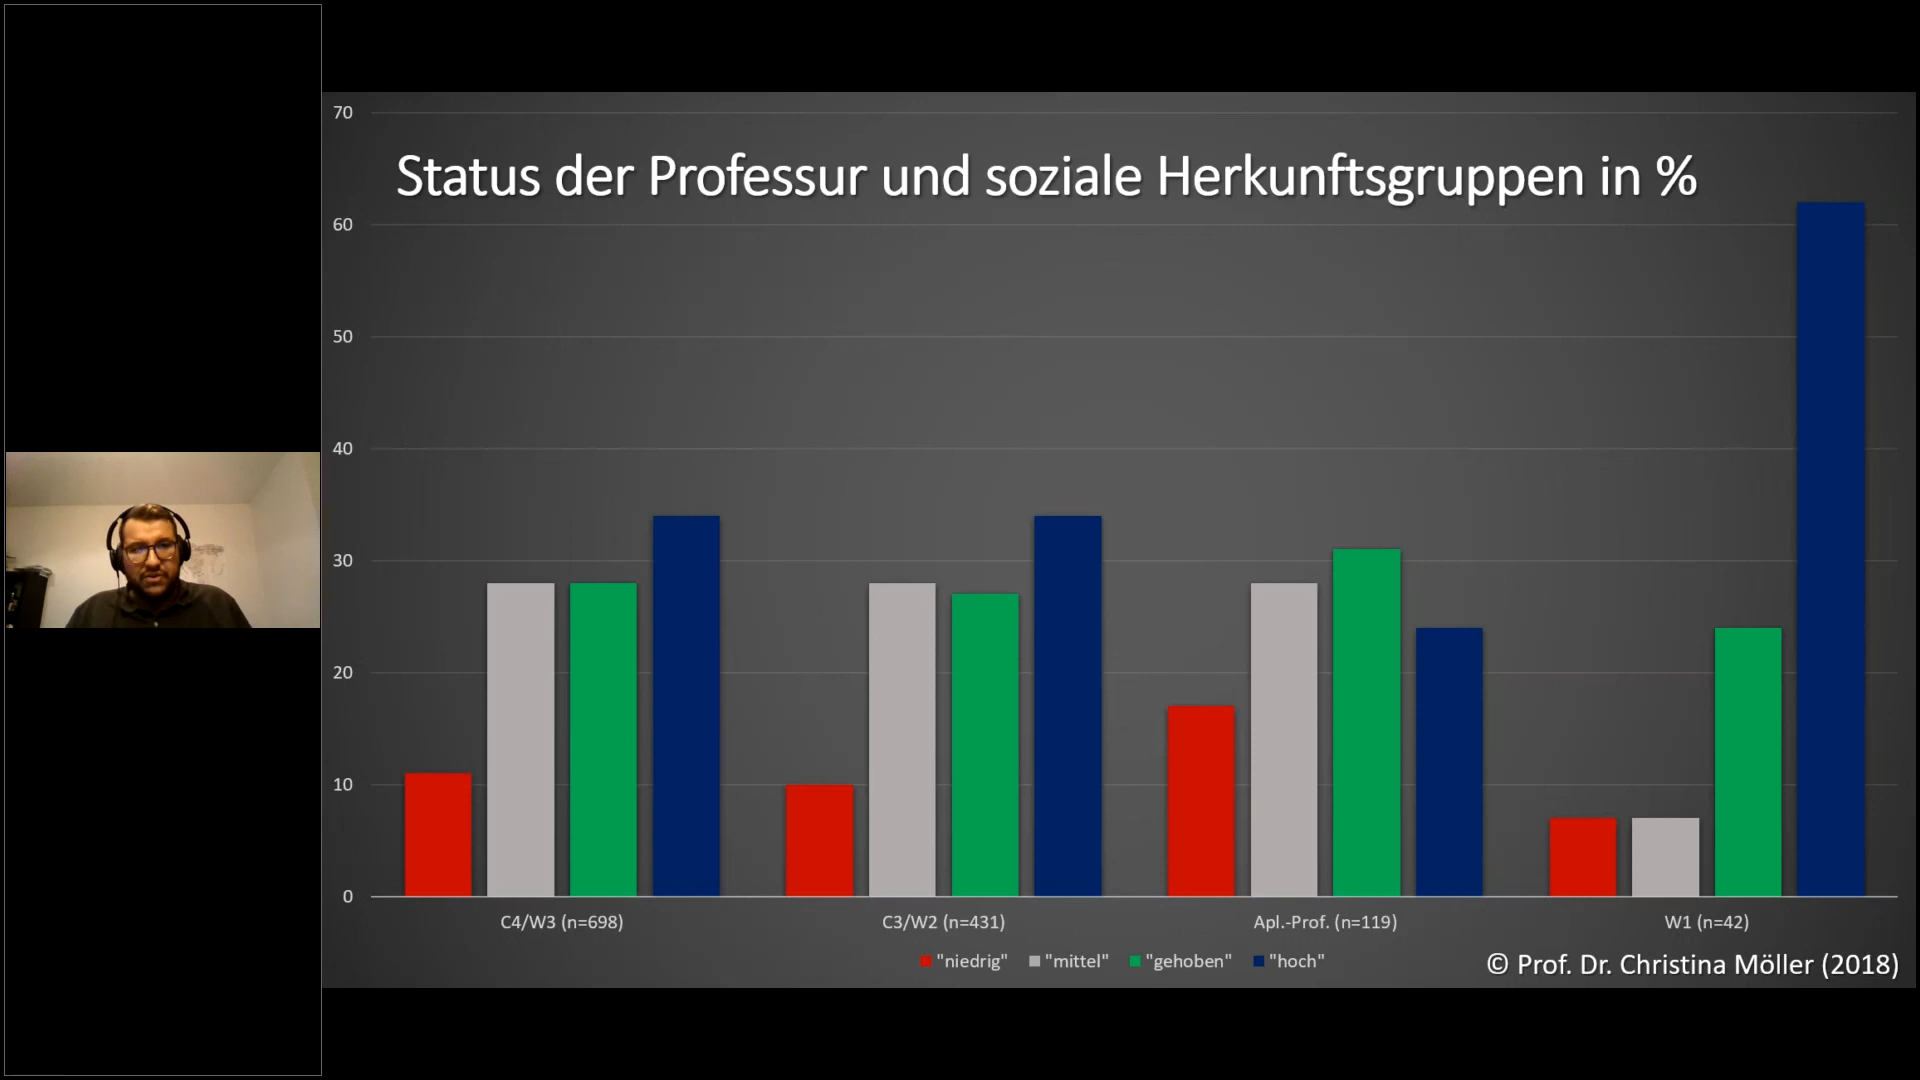 Status der Professur und soziale Herkunftsgruppen in %
70
60
50
40
30
20
10
0
C4/W3 (n=698) C3/W2 (n=431) Apl.-Prof. (n=119) W1 (n=42)
"niedrig" "mittel" "gehoben" "hoch"
© Prof. Dr. Christina Möller (2018)